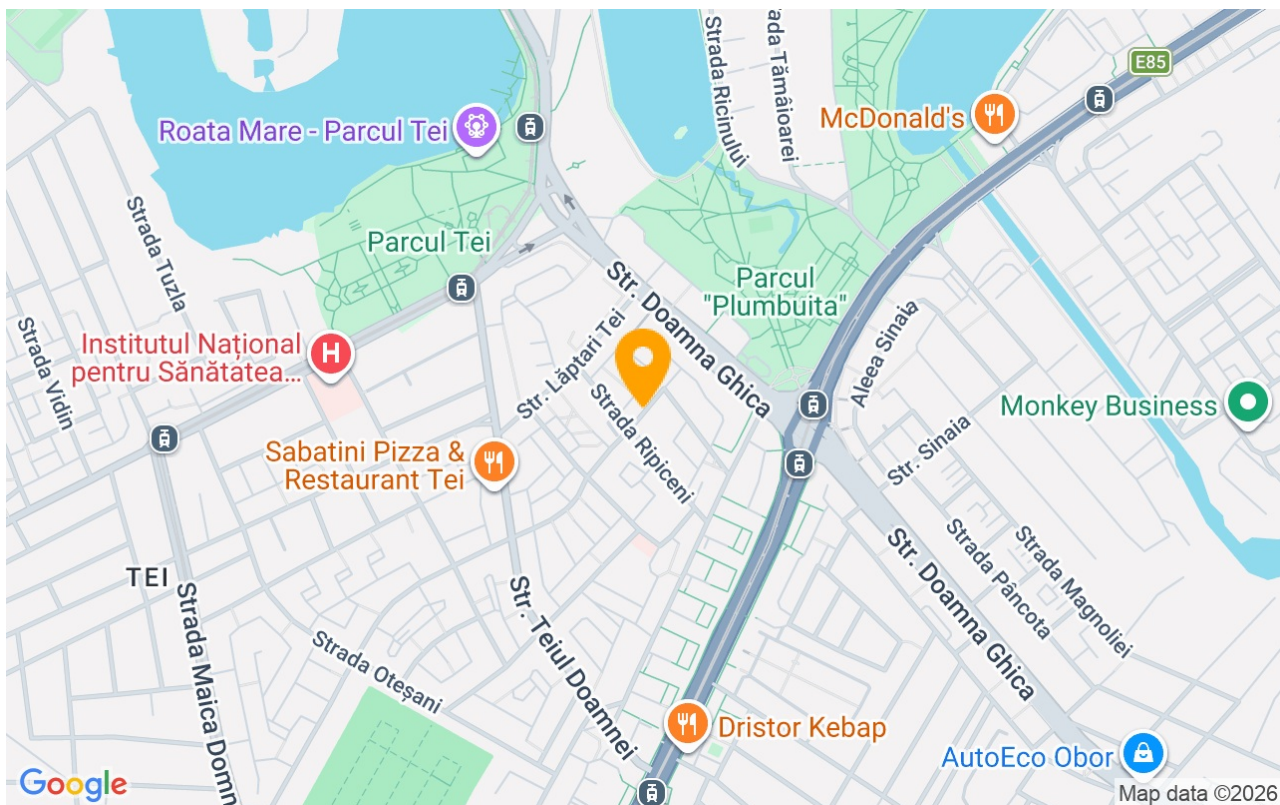 Strada Ricinului
ada Tămâioarei
E85
McDonald's
Roata Mare - Parcul Tei
Strada Tuzla
Parcul Tei
Str. Doamna Ghica
Parcul
"Plumbuita"
Strada Vidin
Institutul Național
pentru Sănătatea...
Str. Lăptari Tei
Aleea Sinaia
H
Strada Ripiceni
Monkey Business
Sabatini Pizza &
Restaurant Tei
Str. Sinaia
TEI
Strada Maica Domn
Str. Teiul Doamnei
Str. Doamna Ghica
Strada Pâncota
Strada Magnoliei
Strada Oteșani
Dristor Kebap
AutoEco Obor
Google
Map data ©2026